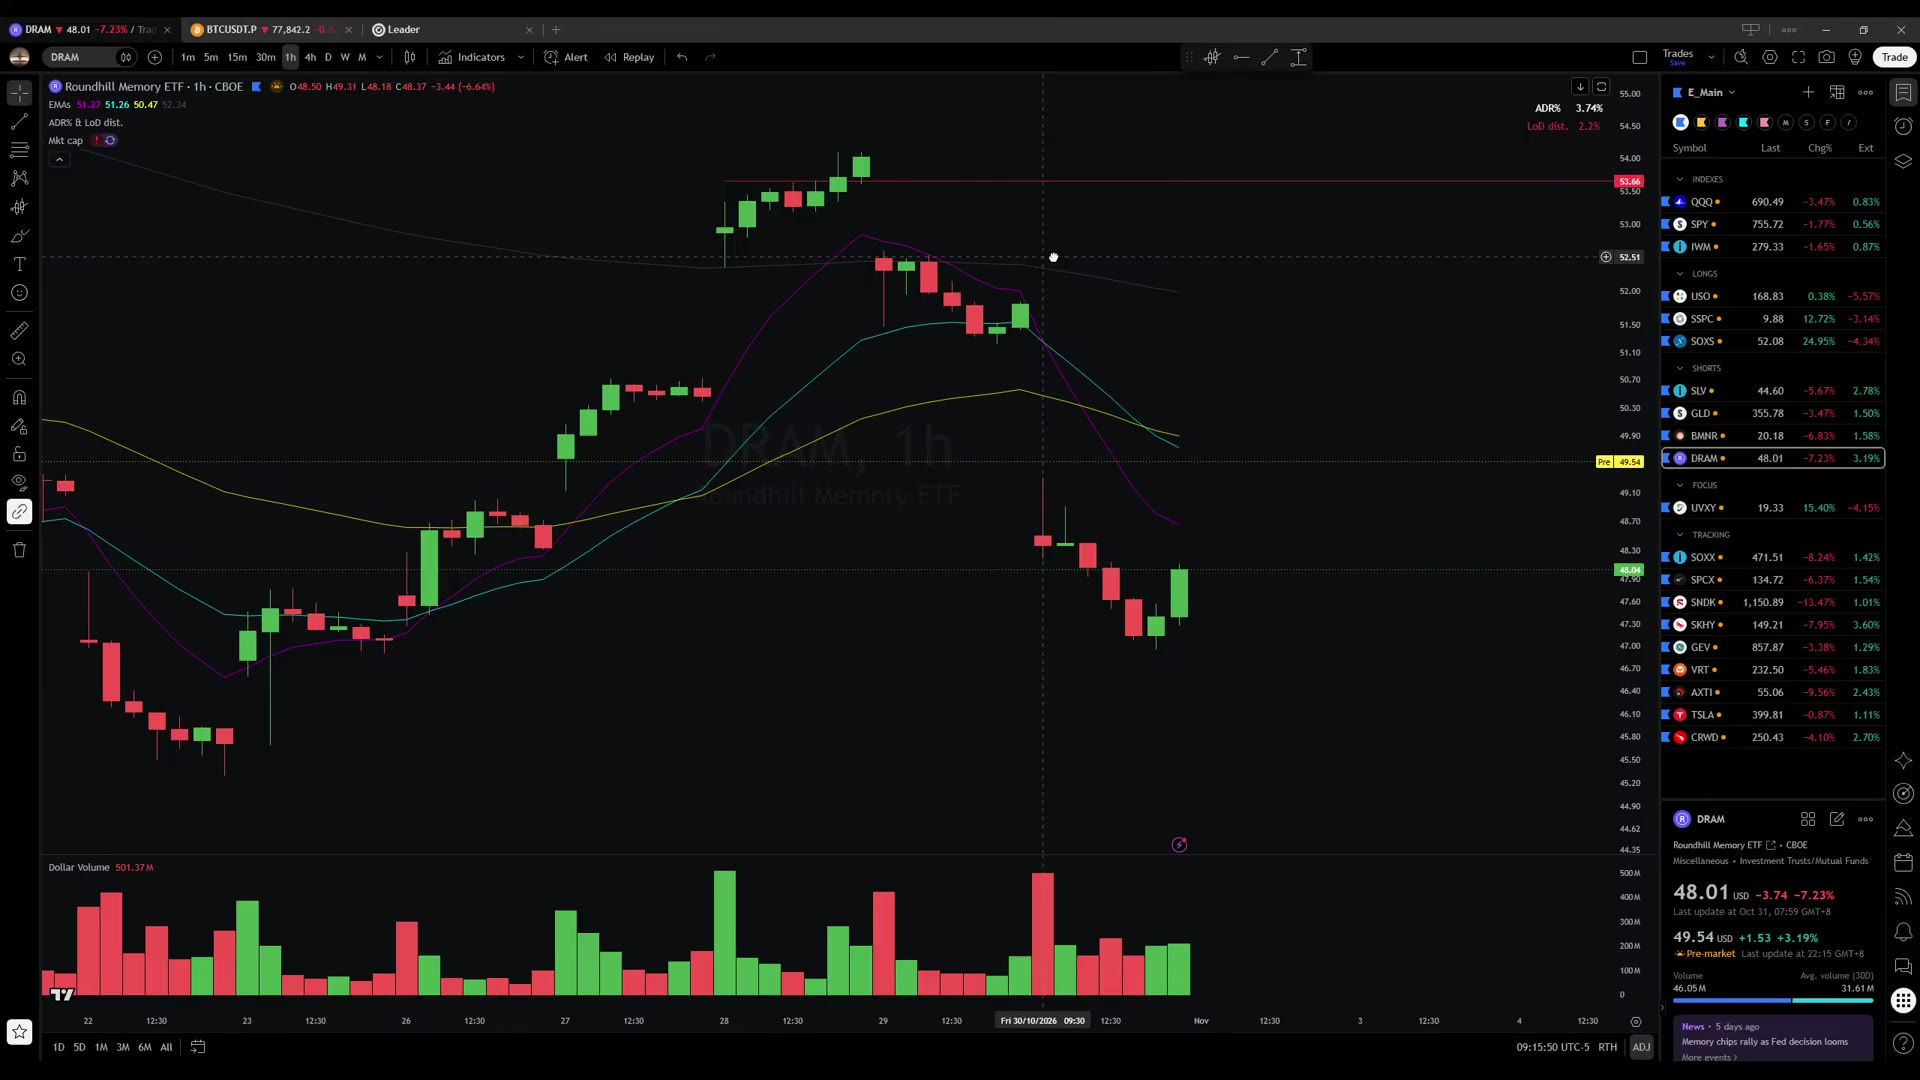 DRAM ▼ 48.01 −7.23% / Trad
BTCUSDT.P ▼ 77,842.2
Leader
DRAM
1m 5m 15m 30m 1h 4h D W M
Indicators
Alert
Replay
Trades
Save
Trade
Roundhill Memory ETF · 1h · CBOE
O48.50 H49.31 L48.18 C48.37 −3.44 (−6.64%)
EMAs 51.27 51.26 50.47 52.34
ADR% & LoD dist.
Mkt cap
ADR% 3.74%
LoD dist. 2.2%
DRAM, 1h
Roundhill Memory ETF
55.00
54.50
54.00
53.66
53.50
53.00
52.51
52.00
51.50
51.10
50.70
50.30
49.90
Pre 49.54
49.10
48.70
48.30
48.04
47.90
47.60
47.30
47.00
46.70
46.40
46.10
45.80
45.50
45.20
44.90
44.62
44.35
Dollar Volume 501.37M
500M
400M
300M
200M
100M
0
22 12:30 23 12:30 26 12:30 27 12:30 28 12:30 29 12:30 Fri 30/10/2026 09:30 12:30 Nov 12:30 3 12:30 4 12:30
1D 5D 1M 3M 6M All
09:15:50 UTC-5 RTH ADJ
E_Main
M S F /
Symbol Last Chg% Ext
INDEXES
QQQ 690.49 −3.47% 0.83%
SPY 755.72 −1.77% 0.56%
IWM 279.33 −1.65% 0.87%
LONGS
USO 168.83 0.38% −5.57%
SSPC 9.88 12.72% −3.14%
SOXS 52.08 24.95% −4.34%
SHORTS
SLV 44.60 −5.67% 2.78%
GLD 355.78 −3.47% 1.50%
BMNR 20.18 −6.83% 1.58%
DRAM 48.01 −7.23% 3.19%
FOCUS
UVXY 19.33 15.40% −4.15%
TRACKING
SOXX 471.51 −8.24% 1.42%
SPCX 134.72 −6.37% 1.54%
SNDK 1,150.89 −13.47% 1.01%
SKHY 149.21 −7.95% 3.60%
GEV 857.87 −3.38% 1.29%
VRT 232.50 −5.46% 1.83%
AXTI 55.06 −9.56% 2.43%
TSLA 399.81 −0.87% 1.11%
CRWD 250.43 −4.10% 2.70%
DRAM
Roundhill Memory ETF · CBOE
Miscellaneous · Investment Trusts/Mutual Funds
48.01 USD −3.74 −7.23%
Last update at Oct 31, 07:59 GMT+8
49.54 USD +1.53 +3.19%
Pre-market Last update at 22:15 GMT+8
Volume Avg. volume (30D)
46.05M 31.61M
News · 5 days ago
Memory chips rally as Fed decision looms
More events